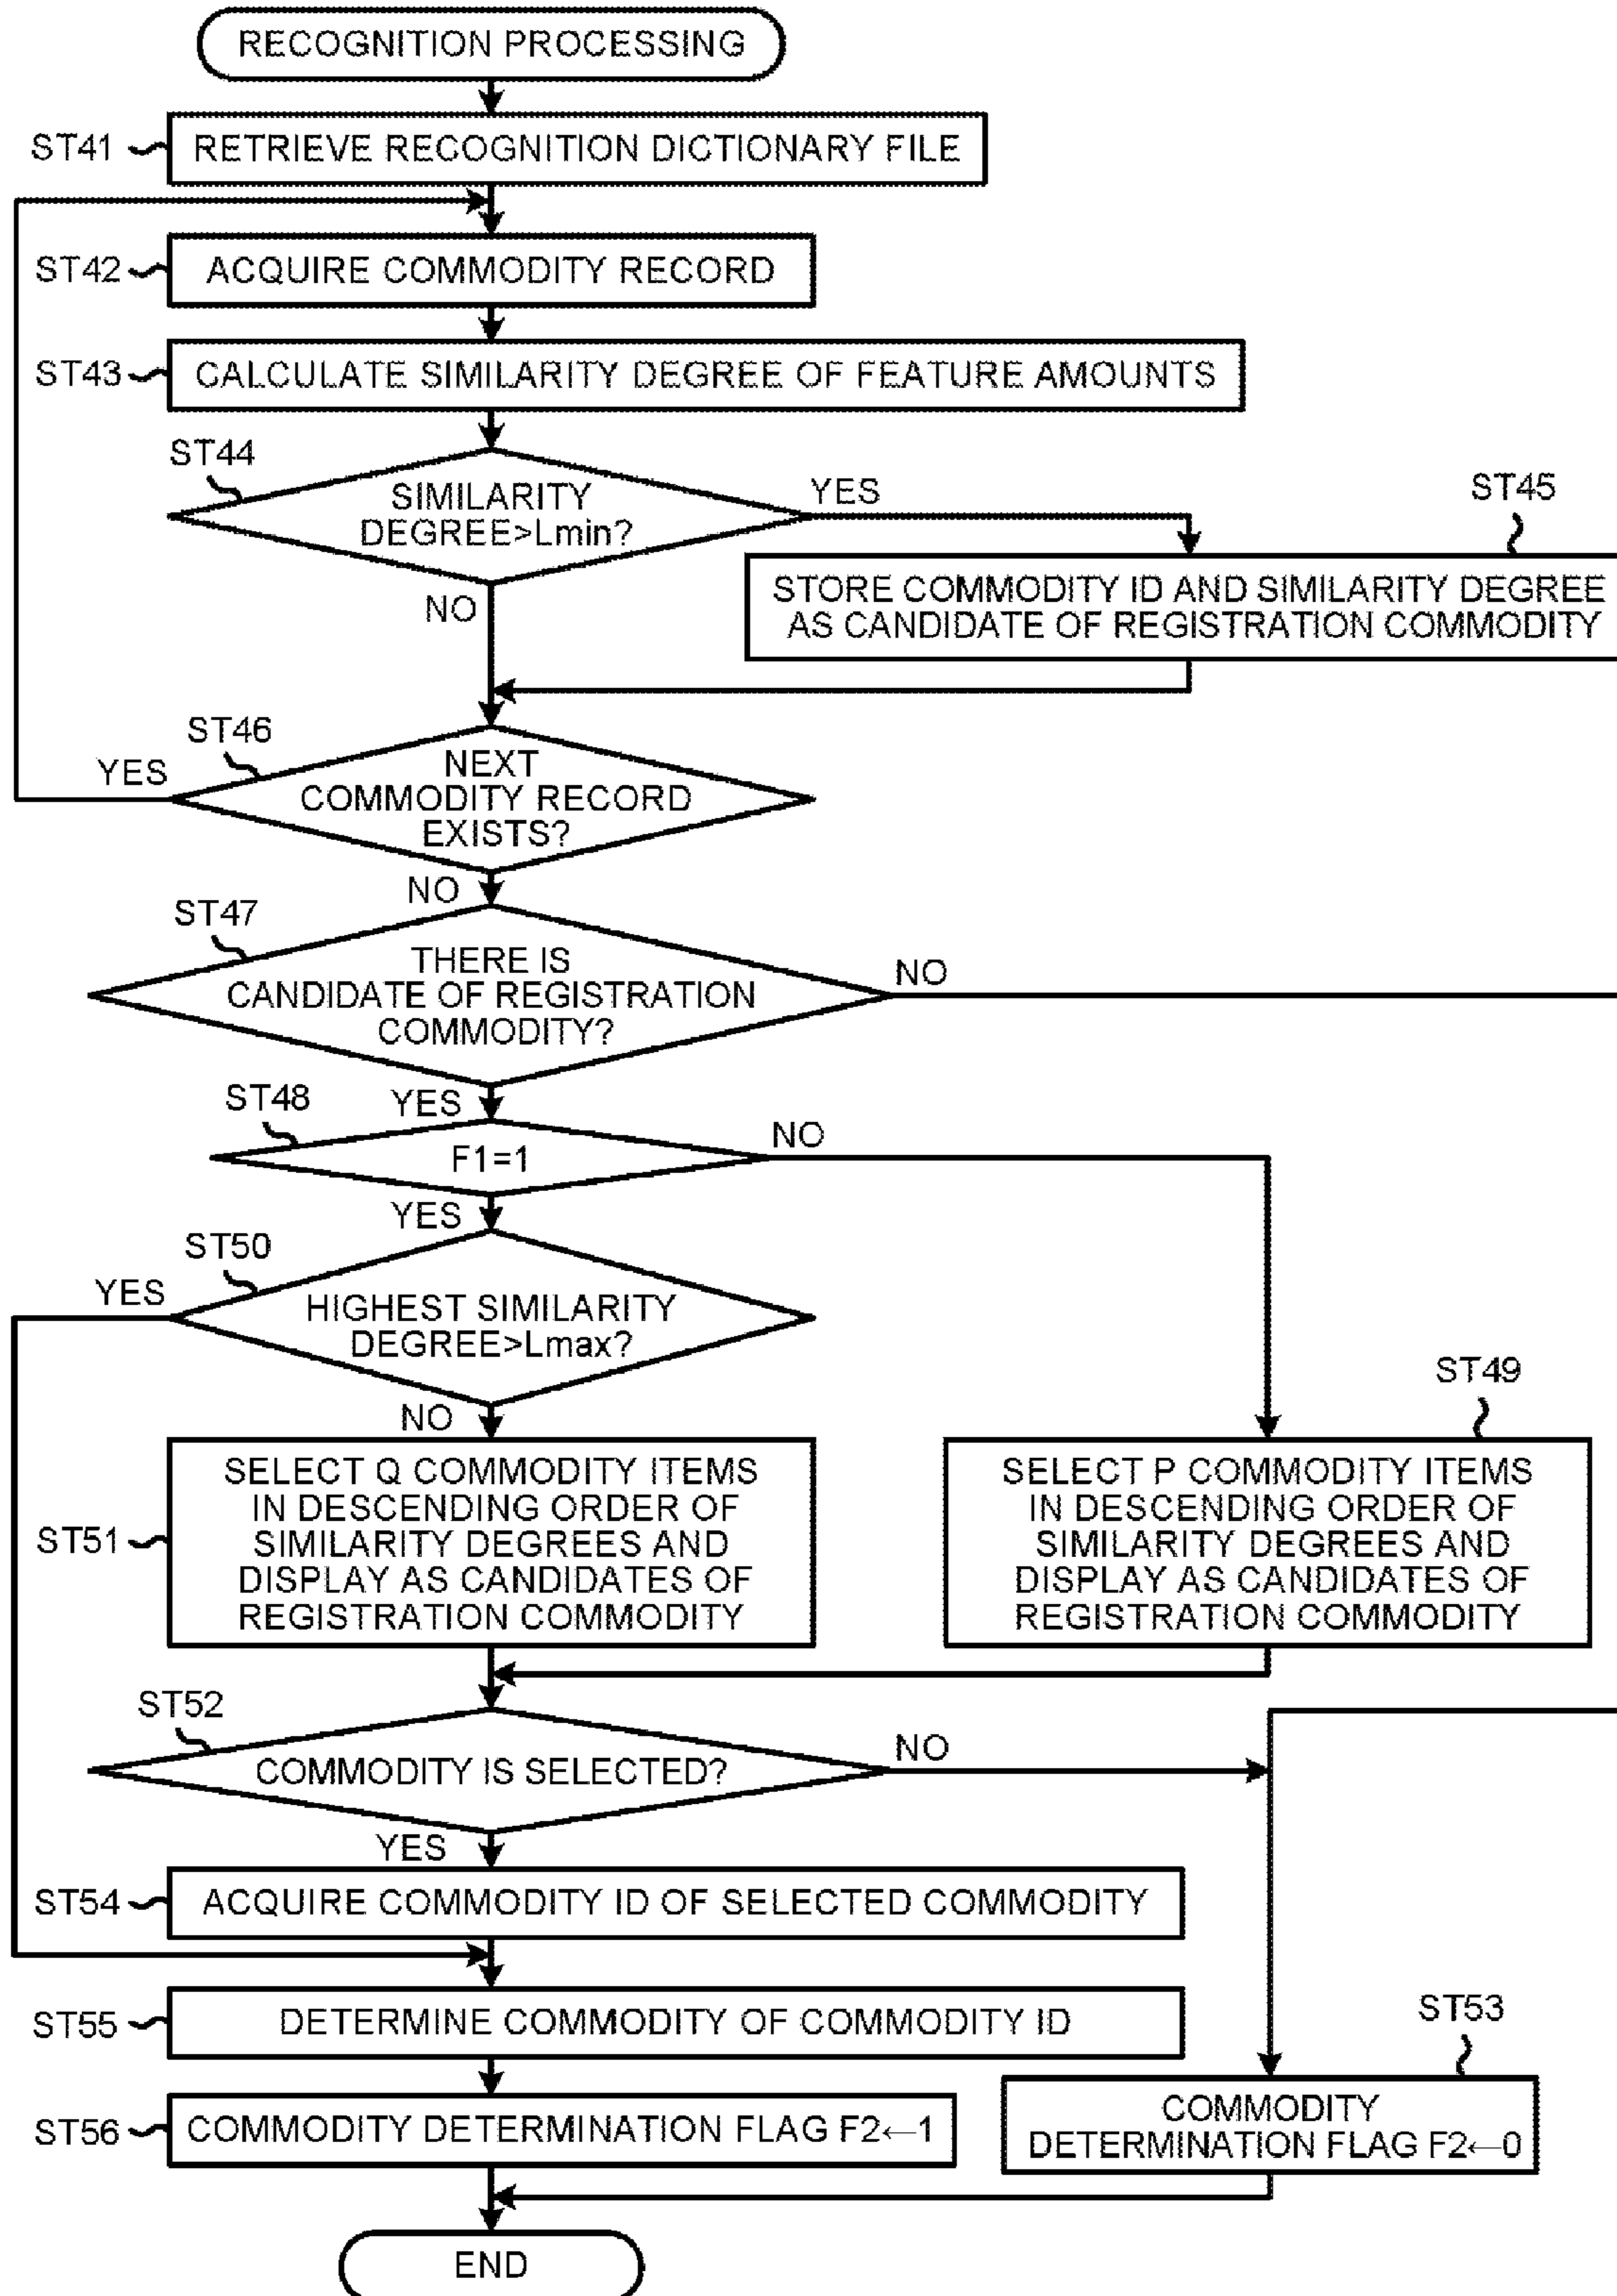 RECOGNITION PROCESSING
ST41
RETRIEVE RECOGNITION DICTIONARY FILE
ST42
ACQUIRE COMMODITY RECORD
ST43
CALCULATE SIMILARITY DEGREE OF FEATURE AMOUNTS
ST44
SIMILARITY
DEGREE>Lmin?
YES
NO
ST45
STORE COMMODITY ID AND SIMILARITY DEGREE
AS CANDIDATE OF REGISTRATION COMMODITY
ST46
YES
NEXT
COMMODITY RECORD
EXISTS?
NO
ST47
THERE IS
CANDIDATE OF REGISTRATION
COMMODITY?
NO
YES
ST48
F1=1
NO
YES
ST50
YES
HIGHEST SIMILARITY
DEGREE>Lmax?
NO
ST49
SELECT P COMMODITY ITEMS
IN DESCENDING ORDER OF
SIMILARITY DEGREES AND
DISPLAY AS CANDIDATES OF
REGISTRATION COMMODITY
ST51
SELECT Q COMMODITY ITEMS
IN DESCENDING ORDER OF
SIMILARITY DEGREES AND
DISPLAY AS CANDIDATES OF
REGISTRATION COMMODITY
ST52
COMMODITY IS SELECTED?
NO
YES
ST54
ACQUIRE COMMODITY ID OF SELECTED COMMODITY
ST55
DETERMINE COMMODITY OF COMMODITY ID
ST53
COMMODITY
DETERMINATION FLAG F2←0
ST56
COMMODITY DETERMINATION FLAG F2←1
END